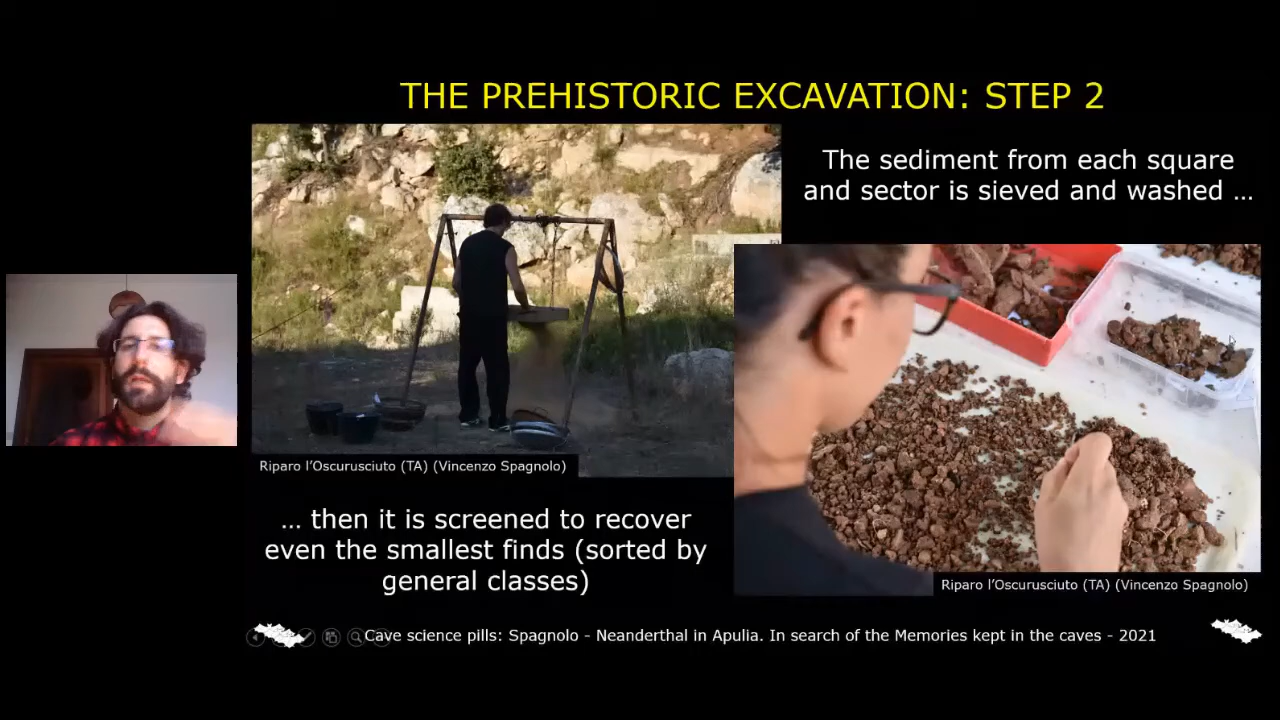 THE PREHISTORIC EXCAVATION: STEP 2
The sediment from each square
and sector is sieved and washed …
Riparo l’Oscurusciuto (TA) (Vincenzo Spagnolo)
… then it is screened to recover
even the smallest finds (sorted by
general classes)
Riparo l’Oscurusciuto (TA) (Vincenzo Spagnolo)
Cave science pills: Spagnolo - Neanderthal in Apulia. In search of the Memories kept in the caves - 2021